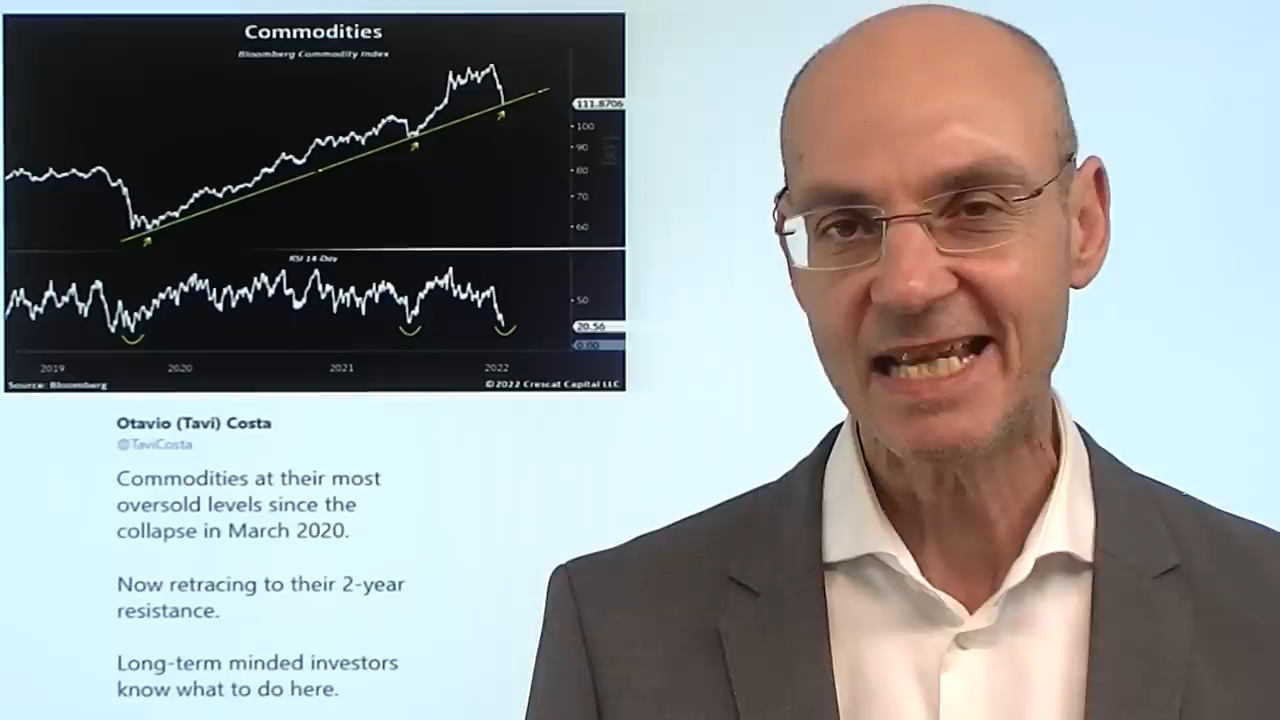 Commodities
Bloomberg Commodity Index
111.8706
100
90
80
70
60
RSI 14-Day
50
20.56
0.00
2019
2020
2021
2022
Source: Bloomberg
©2022 Crescat Capital LLC
Otavio (Tavi) Costa
@TaviCosta
Commodities at their most
oversold levels since the
collapse in March 2020.
Now retracing to their 2-year
resistance.
Long-term minded investors
know what to do here.